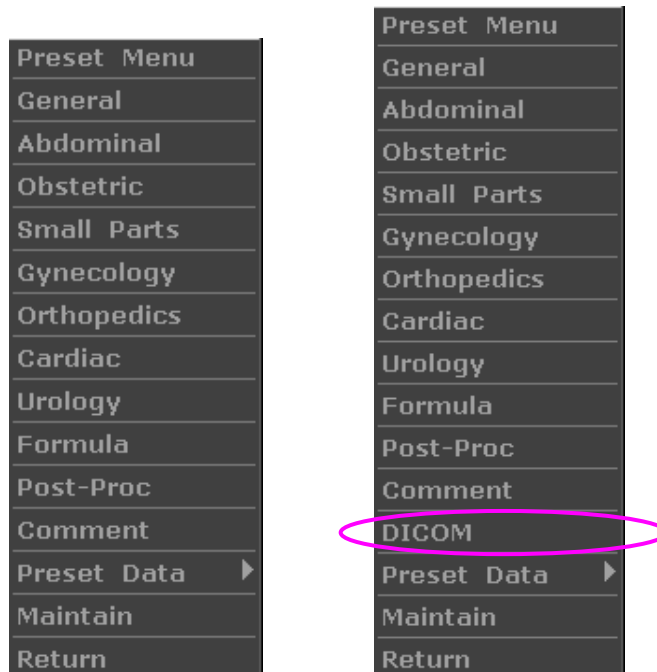 Preset Menu
General
Abdominal
Obstetric
Small Parts
Gynecology
Orthopedics
Cardiac
Urology
Formula
Post-Proc
Comment
Preset Data
Maintain
Return
Preset Menu
General
Abdominal
Obstetric
Small Parts
Gynecology
Orthopedics
Cardiac
Urology
Formula
Post-Proc
Comment
DICOM
Preset Data
Maintain
Return